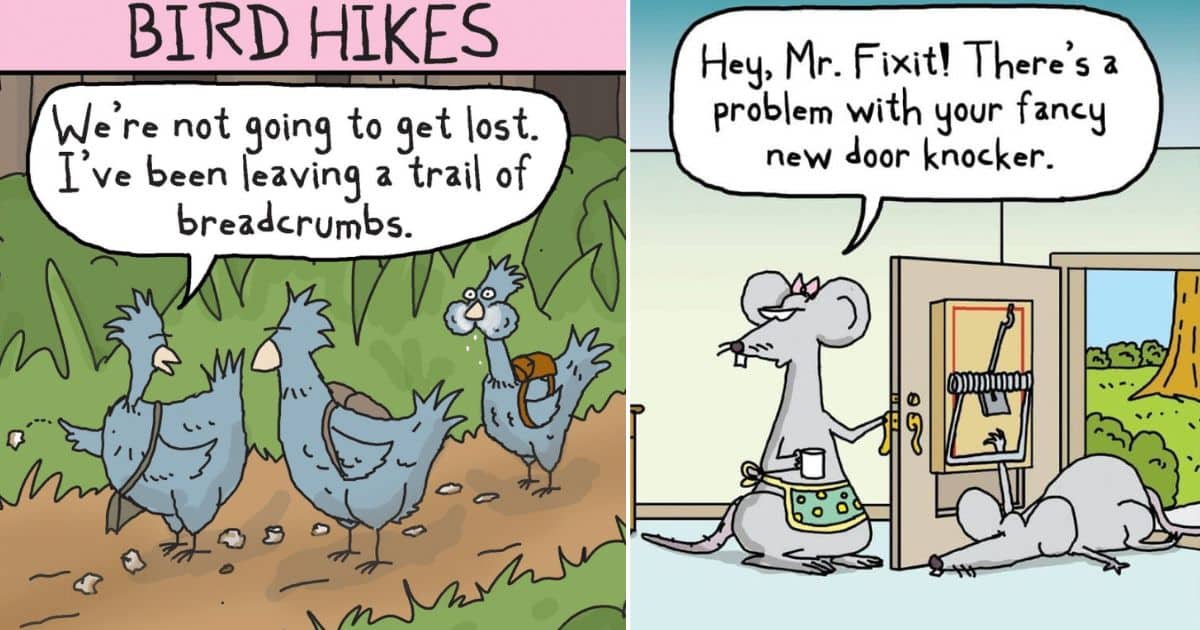 BIRD HIKES
We're not going to get lost.
I've been leaving a trail of
breadcrumbs.
Hey, Mr. Fixit! There's a
problem with your fancy
new door knocker.